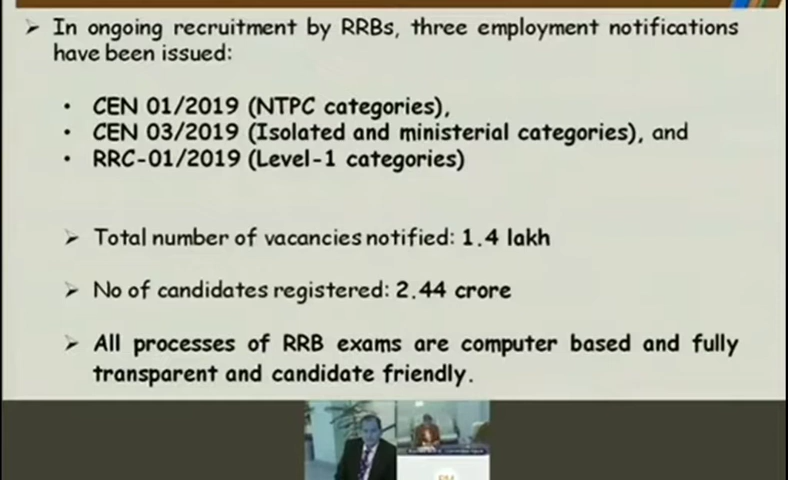 ➢ In ongoing recruitment by RRBs, three employment notifications
have been issued:
• CEN 01/2019 (NTPC categories),
• CEN 03/2019 (Isolated and ministerial categories), and
• RRC-01/2019 (Level-1 categories)
➢ Total number of vacancies notified: 1.4 lakh
➢ No of candidates registered: 2.44 crore
➢ All processes of RRB exams are computer based and fully
transparent and candidate friendly.